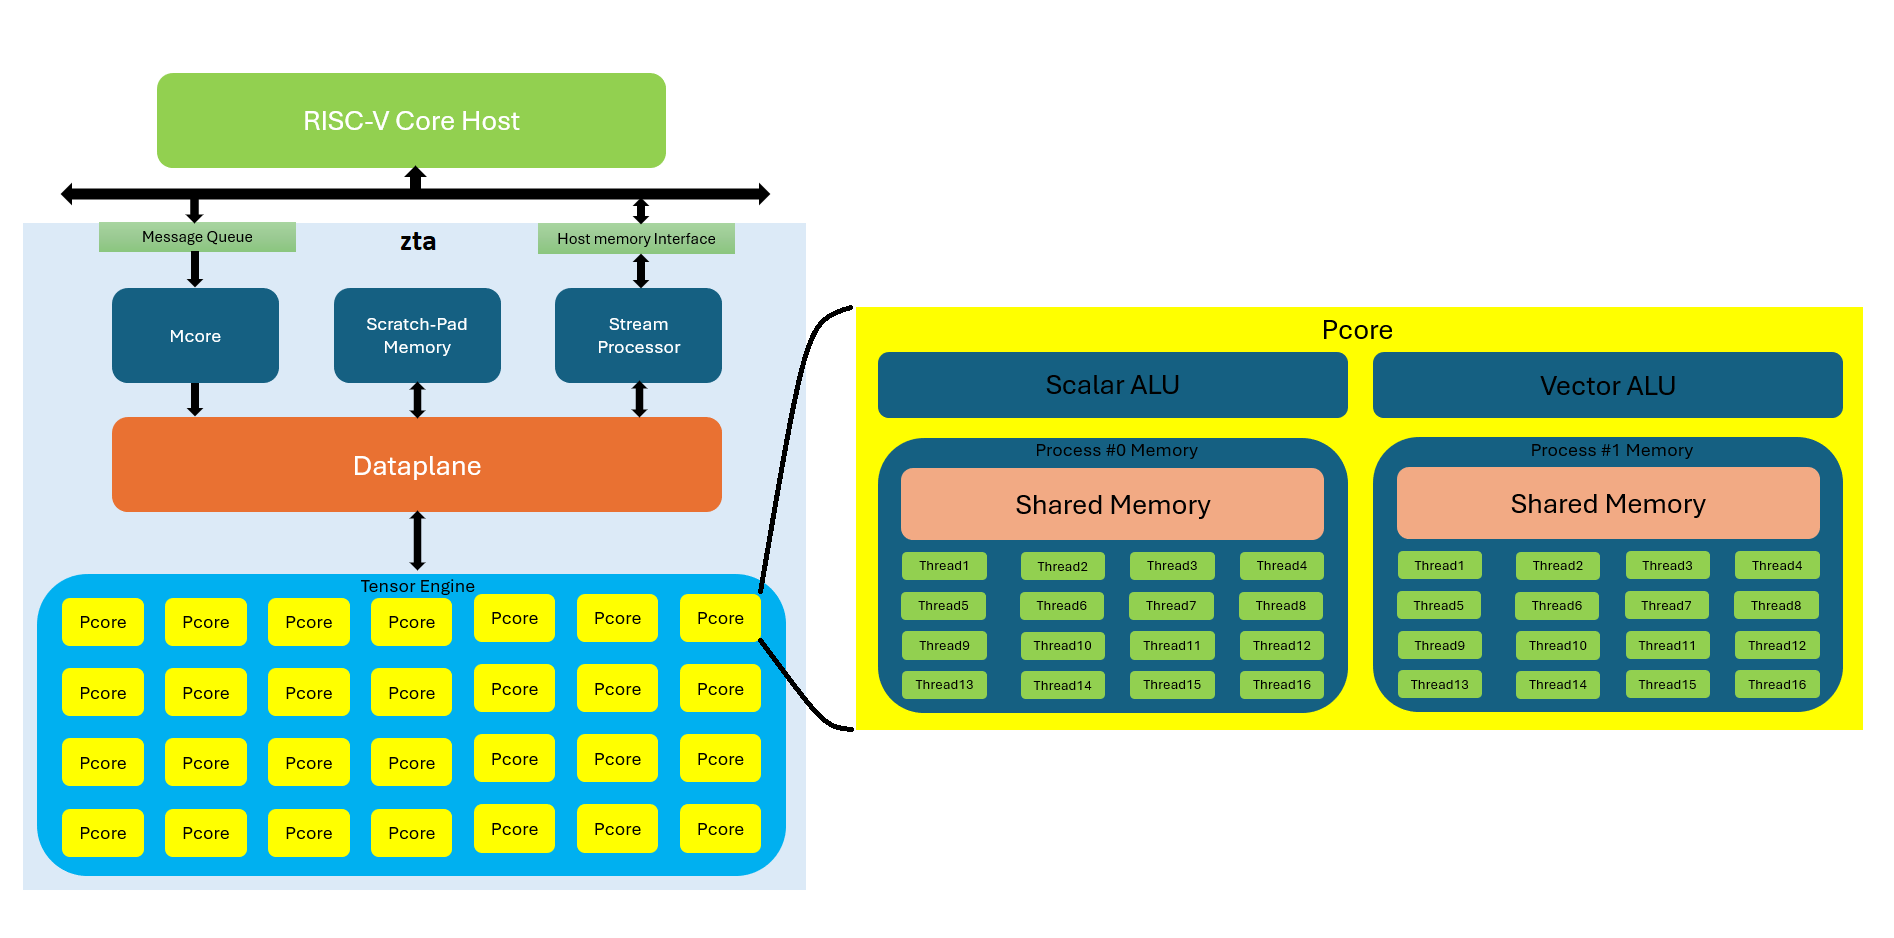 RISC-V Core Host
Message Queue
zta
Host memory Interface
Mcore
Scratch-Pad
Memory
Stream
Processor
Dataplane
Tensor Engine
Pcore Pcore Pcore Pcore Pcore Pcore Pcore
Pcore Pcore Pcore Pcore Pcore Pcore Pcore
Pcore Pcore Pcore Pcore Pcore Pcore Pcore
Pcore Pcore Pcore Pcore Pcore Pcore Pcore
Pcore
Scalar ALU
Vector ALU
Process #0 Memory
Shared Memory
Thread1 Thread2 Thread3 Thread4
Thread5 Thread6 Thread7 Thread8
Thread9 Thread10 Thread11 Thread12
Thread13 Thread14 Thread15 Thread16
Process #1 Memory
Shared Memory
Thread1 Thread2 Thread3 Thread4
Thread5 Thread6 Thread7 Thread8
Thread9 Thread10 Thread11 Thread12
Thread13 Thread14 Thread15 Thread16